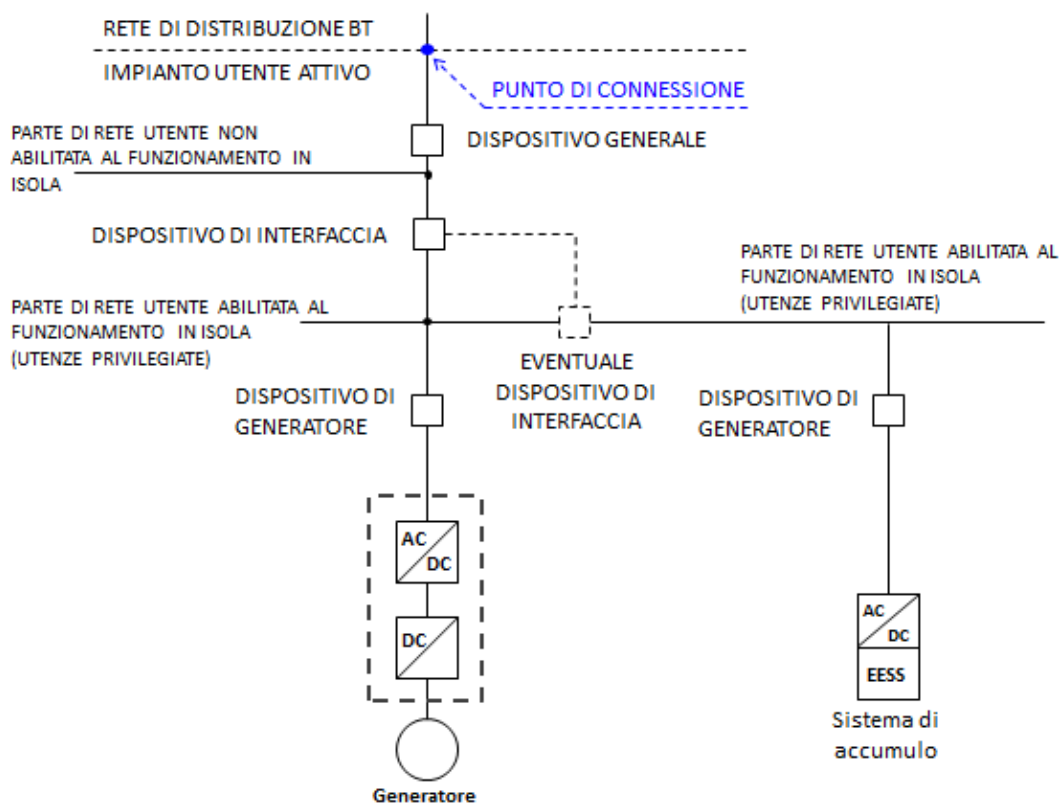 RETE DI DISTRIBUZIONE BT
IMPIANTO UTENTE ATTIVO
PUNTO DI CONNESSIONE
PARTE DI RETE UTENTE NON
ABILITATA AL FUNZIONAMENTO IN
ISOLA
DISPOSITIVO GENERALE
DISPOSITIVO DI INTERFACCIA
PARTE DI RETE UTENTE ABILITATA AL
FUNZIONAMENTO IN ISOLA
(UTENZE PRIVILEGIATE)
PARTE DI RETE UTENTE ABILITATA AL
FUNZIONAMENTO IN ISOLA
(UTENZE PRIVILEGIATE)
EVENTUALE
DISPOSITIVO DI
INTERFACCIA
DISPOSITIVO DI
GENERATORE
DISPOSITIVO DI
GENERATORE
AC
DC
DC
Generatore
AC
DC
EESS
Sistema di
accumulo